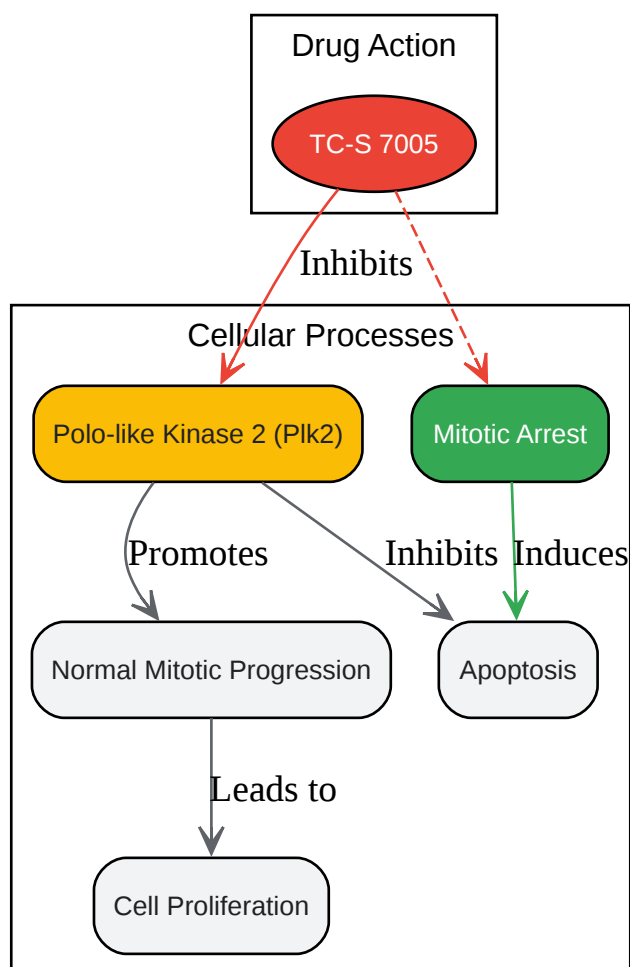 Drug Action
TC-S 7005
Inhibits
Cellular Processes
Polo-like Kinase 2 (Plk2)
Mitotic Arrest
Promotes
Inhibits
Induces
Normal Mitotic Progression
Apoptosis
Leads to
Cell Proliferation